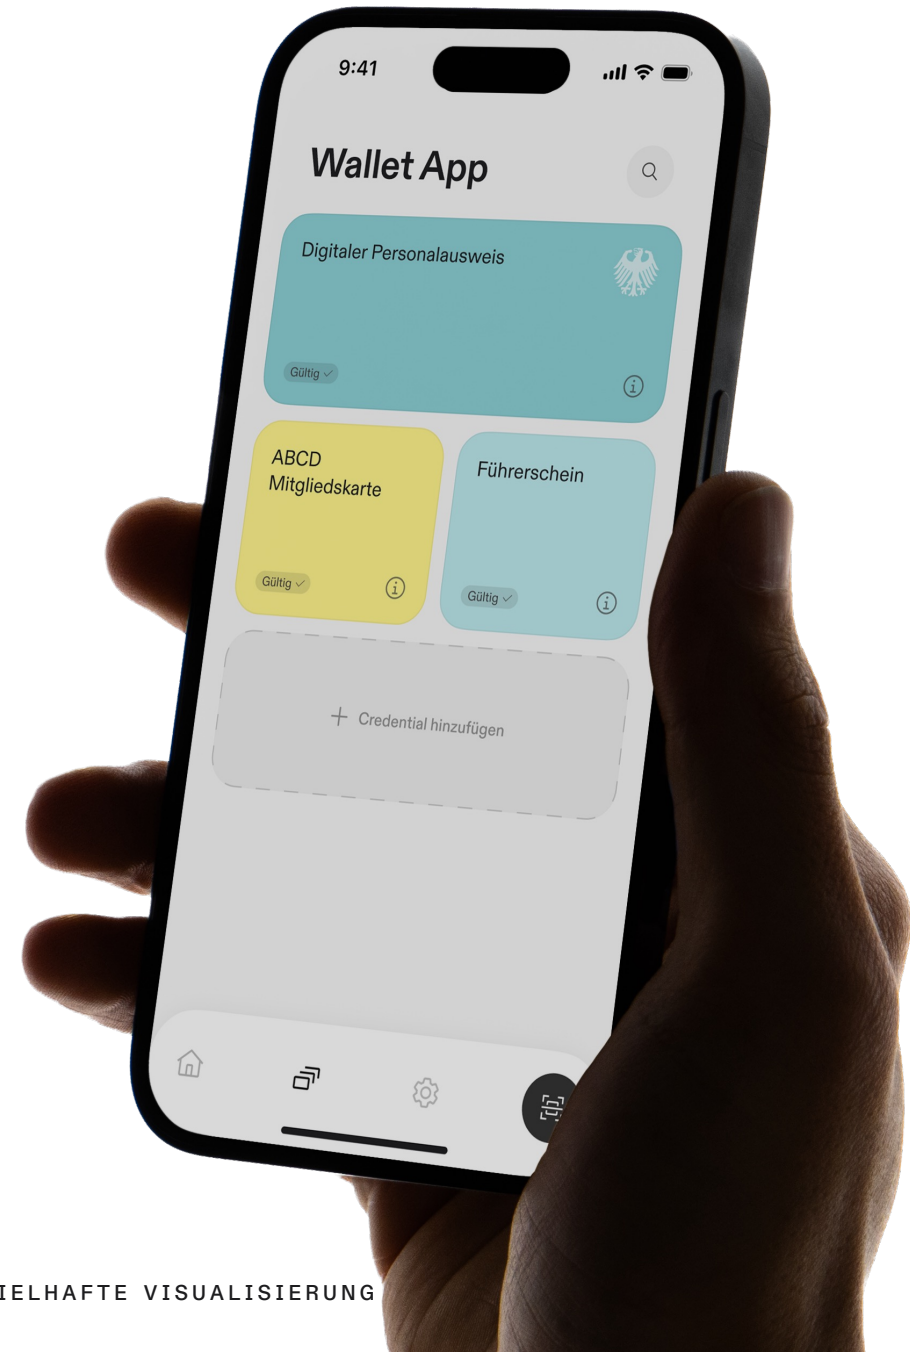 9:41
Wallet App
Digitaler Personalausweis
Gültig
ABCD
Mitgliedskarte
Gültig
Führerschein
Gültig
Credential hinzufügen
IELHAFTE VISUALISIERUNG